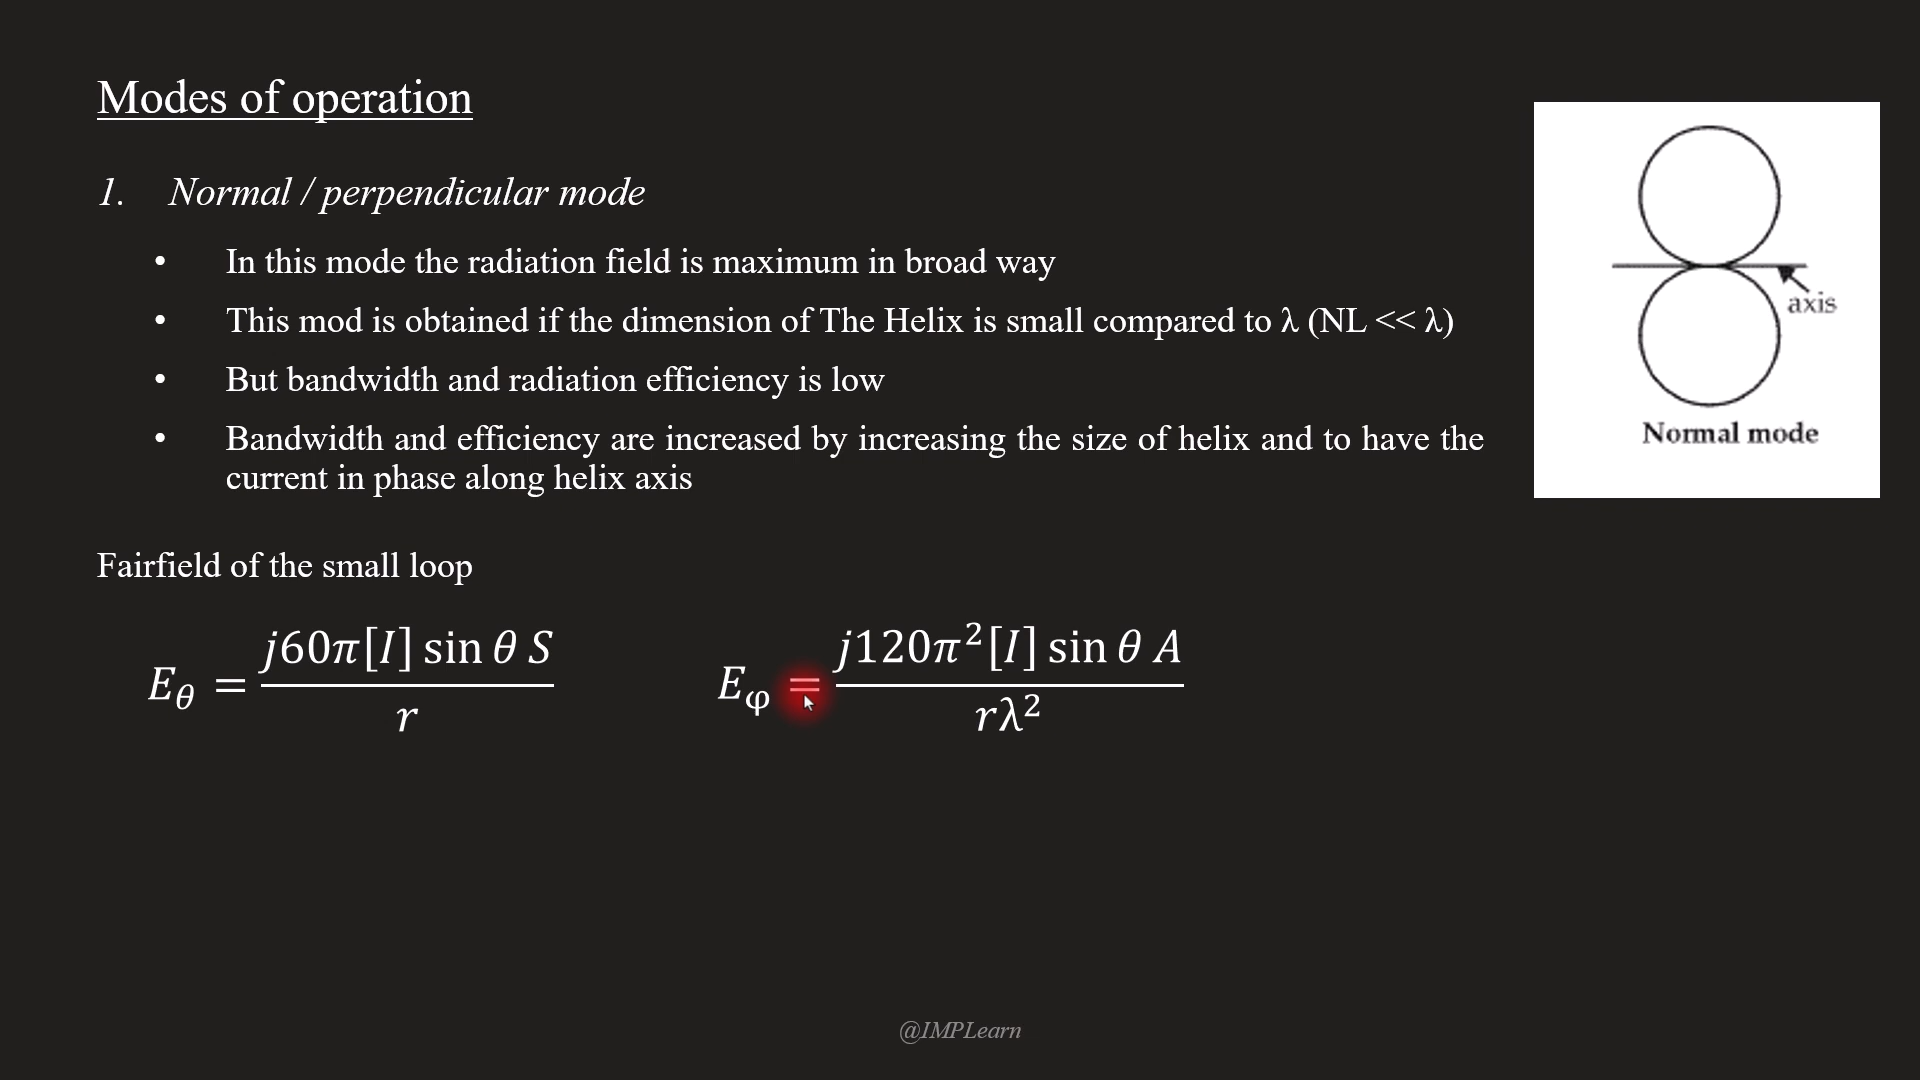 Modes of operation
1. Normal / perpendicular mode
• In this mode the radiation field is maximum in broad way
• This mod is obtained if the dimension of The Helix is small compared to λ (NL << λ)
• But bandwidth and radiation efficiency is low
• Bandwidth and efficiency are increased by increasing the size of helix and to have the
current in phase along helix axis
axis
Normal mode
Fairfield of the small loop
E_θ = j60π[I] sin θ S / r
E_φ = j120π²[I] sin θ A / rλ²
@IMPLearn